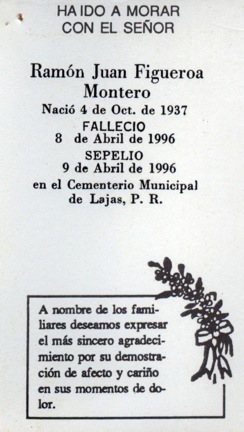 HA IDO A MORAR
CON EL SEÑOR
Ramón Juan Figueroa
Montero
Nació 4 de Oct. de 1937
FALLECIO
8 de Abril de 1996
SEPELIO
9 de Abril de 1996
en el Cementerio Municipal
de Lajas, P. R.
A nombre de los fami-
liares deseamos expresar
el más sincero agradeci-
miento por su demostra-
ción de afecto y cariño
en sus momentos de do-
lor.